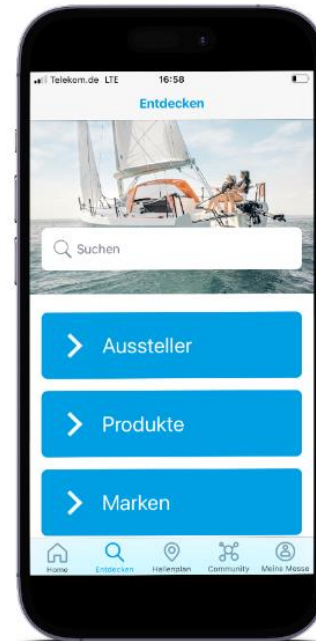 Telekom.de LTE 16:58
Entdecken
Suchen
Aussteller
Produkte
Marken
Home Entdecken Hallenplan Community Meine Messe